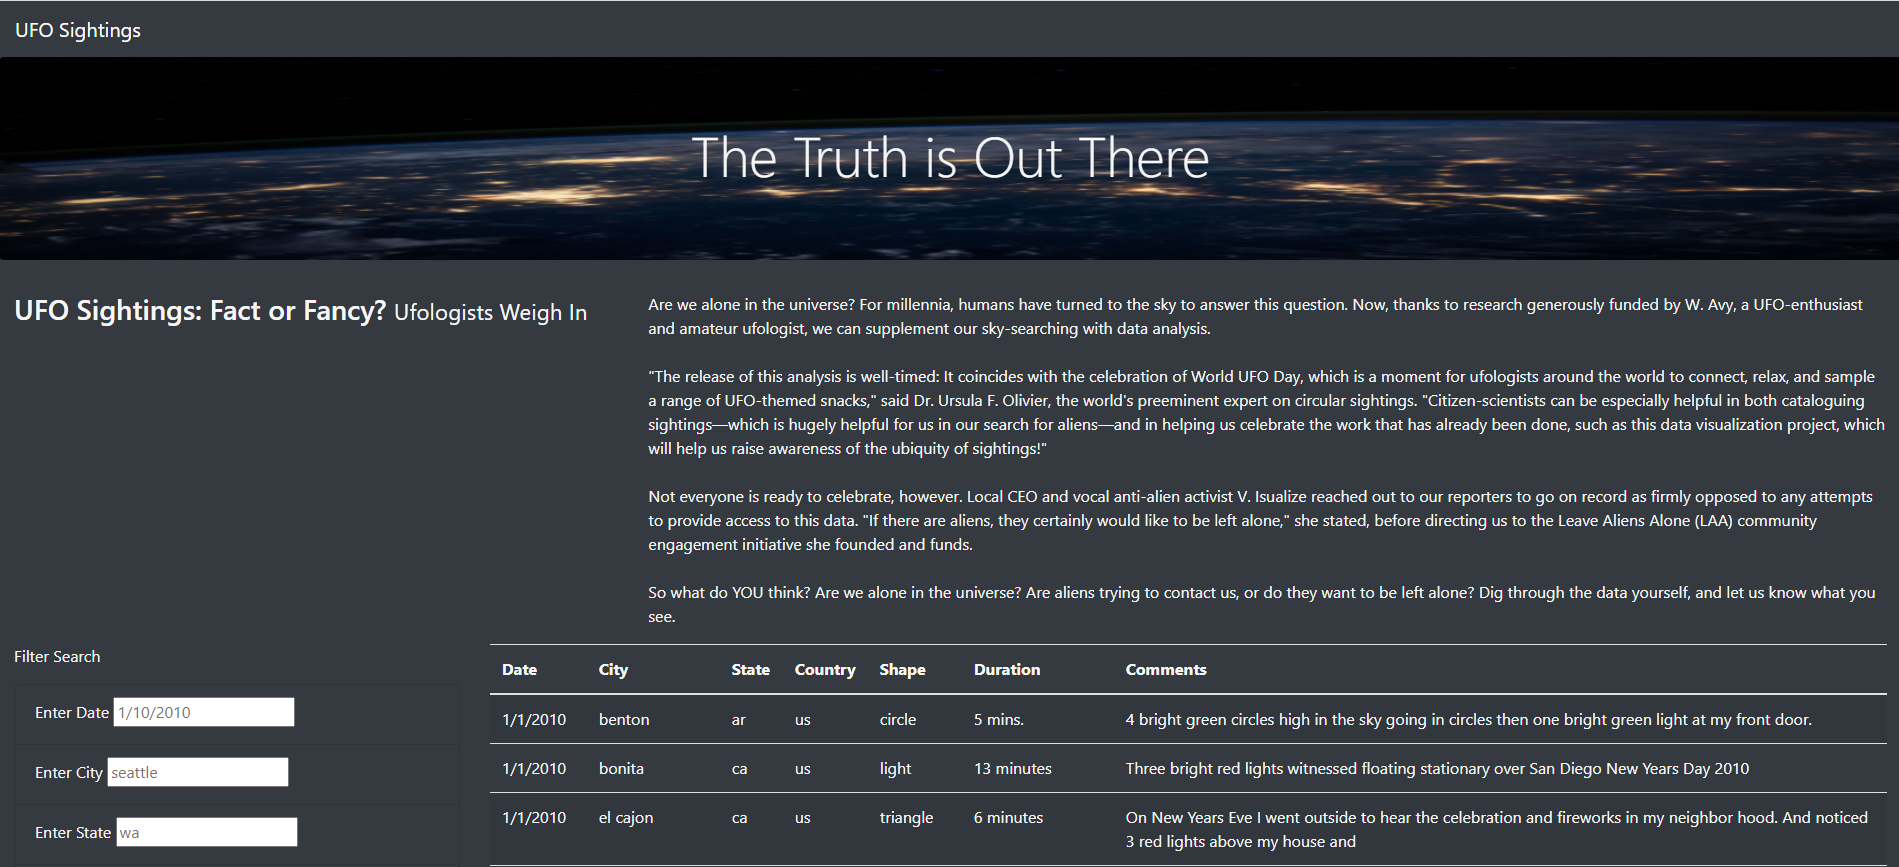 UFO Sightings
The Truth is Out There
UFO Sightings: Fact or Fancy? Ufologists Weigh In
Are we alone in the universe? For millennia, humans have turned to the sky to answer this question. Now, thanks to research generously funded by W. Avy, a UFO-enthusiast
and amateur ufologist, we can supplement our sky-searching with data analysis.
"The release of this analysis is well-timed: It coincides with the celebration of World UFO Day, which is a moment for ufologists around the world to connect, relax, and sample
a range of UFO-themed snacks," said Dr. Ursula F. Olivier, the world's preeminent expert on circular sightings. "Citizen-scientists can be especially helpful in both cataloguing
sightings—which is hugely helpful for us in our search for aliens—and in helping us celebrate the work that has already been done, such as this data visualization project, which
will help us raise awareness of the ubiquity of sightings!"
Not everyone is ready to celebrate, however. Local CEO and vocal anti-alien activist V. Isualize reached out to our reporters to go on record as firmly opposed to any attempts
to provide access to this data. "If there are aliens, they certainly would like to be left alone," she stated, before directing us to the Leave Aliens Alone (LAA) community
engagement initiative she founded and funds.
So what do YOU think? Are we alone in the universe? Are aliens trying to contact us, or do they want to be left alone? Dig through the data yourself, and let us know what you
see.
Filter Search
Enter Date 1/10/2010
Enter City seattle
Enter State wa
Date City State Country Shape Duration Comments
1/1/2010 benton ar us circle 5 mins. 4 bright green circles high in the sky going in circles then one bright green light at my front door.
1/1/2010 bonita ca us light 13 minutes Three bright red lights witnessed floating stationary over San Diego New Years Day 2010
1/1/2010 el cajon ca us triangle 6 minutes On New Years Eve I went outside to hear the celebration and fireworks in my neighbor hood. And noticed
3 red lights above my house and